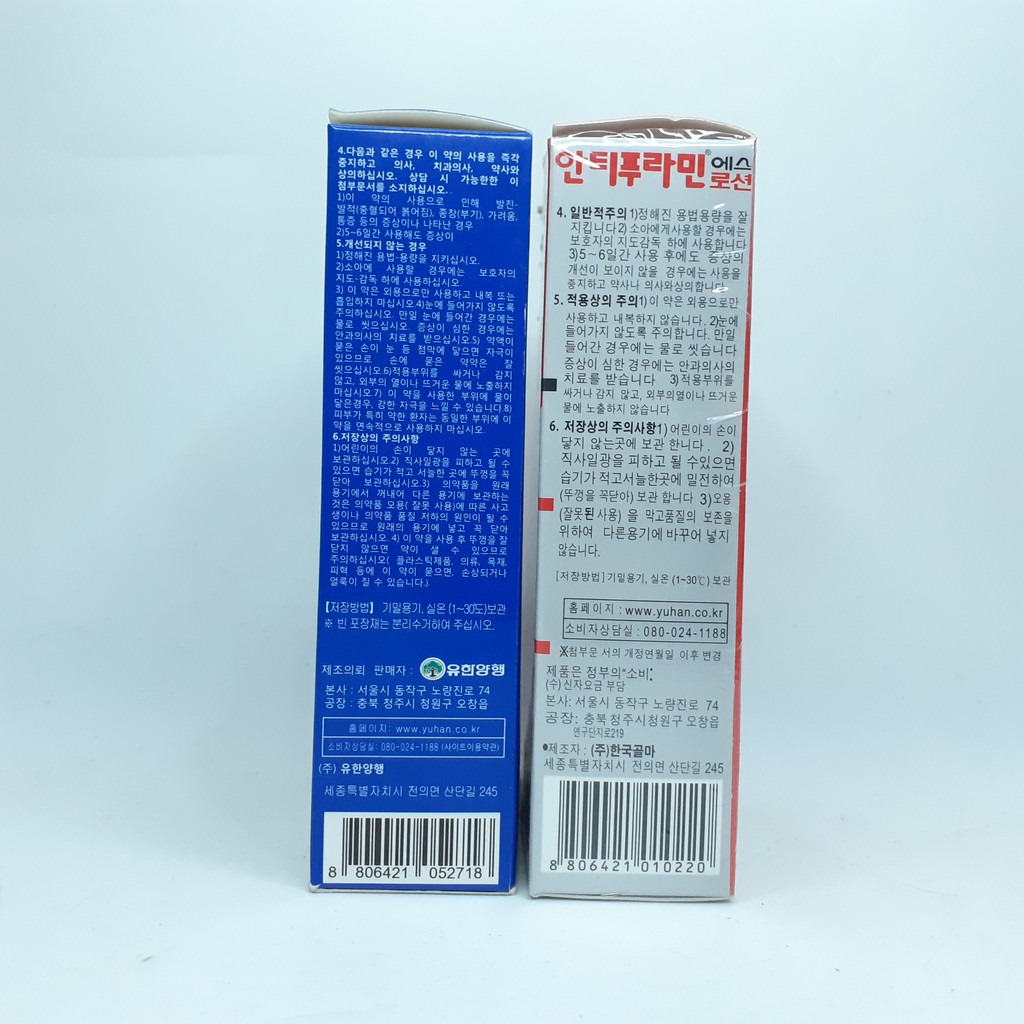 4.다음과 같은 경우 이 약의 사용을 즉각
중지하고 의사, 치과의사, 약사와
상의하십시오. 상담 시 가능한한 이
첨부문서를 소지하십시오.
1)이 약의 사용으로 인해 발진-
발적(충혈되어 붉어짐), 종창(부기), 가려움,
통증 등의 증상이나 나타난 경우
2)5~6일간 사용해도 증상이
5.개선되지 않는 경우
1)정해진 용법-용량을 지키십시오.
2)소아에 사용할 경우에는 보호자의
지도-감독 하에 사용하십시오
3) 이 약은 외용으로만 사용하고 내복 또는
흡입하지 마십시오.4)눈에 들어가지 않도록
주의하십시오. 만일 눈에 들어간 경우에는
물로 씻으십시오. 증상이 심한 경우에는
안과의사의 치료를 받으십시오.5) 약액이
묻은 손이 눈 등 점막에 닿으면 자극이
있으므로 손에 묻은 약약은 잘
씻으십시오.6)적용부위를 싸거나 감지
않고, 외부의 열이나 뜨거운 물에 노출하지
마십시오.7) 이 약을 사용한 부위에 물이
닿은경우, 강한 자극을 느낄 수 있습니다.8)
피부가 특히 약한 환자는 동일한 부위에 이
약을 연속적으로 사용하지 마십시오.
6.저장상의 주의사항
1)어린이의 손이 닿지 않는 곳에
보관하십시오.2) 직사일광을 피하고 될 수
있으면 습기가 적고 서늘한 곳에 뚜껑을 꼭
닫아 보관하십시오.3) 의약품을 원래
용기에서 꺼내어 다른 용기에 보관하는
것은 의약품 오용( 잘못 사용)에 따른 사고
생이나 의약품 품질 저하의 원인이 될 수
있으므로 원래의 용기에 넣고 꼭 닫아
보관하십시오. 4) 이 약을 사용 후 뚜껑을 잘
닫지 않으면 약이 샐 수 있으므로
주의하십시오( 플라스틱제품, 의류, 목재,
피혁 등에 이 약이 묻으면, 손상되거나
얼룩이 질 수 있습니다.).
【저장방법】 기밀용기, 실온 (1~30도)보관
※ 빈 포장재는 분리수거하여 주십시오.
제조의뢰 판매자 : 유한양행
본사 : 서울시 동작구 노량진로 74
공장 : 충북 청주시 청원구 오창읍
홈페이지: www.yuhan.co.kr
소비자상담실: 080-024-1188 (사이트이용약관)
(주) 유한양행
세종특별자치시 전의면 산단길 245
8 806421 052718
안티푸라민® 에스
로션
4. 일반적주의 1)정해진 용법용량을 잘
지킵니다2)소아에게사용할 경우에는
보호자의 지도감독 하에 사용합니다
3)5~6일간 사용 후에도 증상의
개선이 보이지 않을 경우에는 사용을
중지하고 약사나 의사와상의합니다
5. 적용상의 주의1)이 약은 외용으로만
사용하고 내복하지 않습니다. 2)눈에
들어가지 않도록 주의합니다. 만일
들어간 경우에는 물로 씻습니다
증상이 심한 경우에는 안과의사의
치료를 받습니다 3)적용부위를
싸거나 감지 않고, 외부의열이나 뜨거운
물에 노출하지 않습니다
6. 저장상의 주의사항1) 어린이의 손이
닿지 않는곳에 보관 한니다. 2)
직사일광을 피하고 될 수있으면
습기가 적고서늘한곳에 밀전하여
(뚜껑을 꼭닫아) 보관 합니다 3)오용
(잘못된 사용) 을 막고품질의 보존을
위하여 다른용기에 바꾸어 넣지
않습니다.
[저장방법] 기밀용기, 실온 (1~30℃) 보관
홈페이지 : www.yuhan.co.kr
소비자상담실 : 080-024-1188
※첨부문 서의 개정연월일 이후 변경
제품은 정부의"소비:
(수)신자요금 부담
본사: 서울시 동작구 노량진로 74
공장: 충북 청주시청원구 오창읍
연구단지로219
●제조자 : (주)한국콜마
세종특별자치시 전의면 산단길 245
8 806421 010220